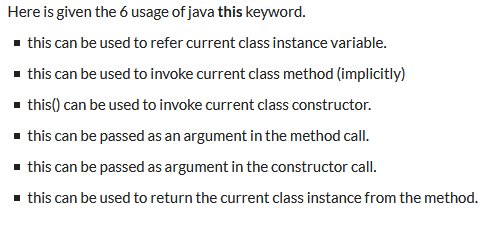 Here is given the 6 usage of java this keyword.
▪ this can be used to refer current class instance variable.
▪ this can be used to invoke current class method (implicitly)
▪ this() can be used to invoke current class constructor.
▪ this can be passed as an argument in the method call.
▪ this can be passed as argument in the constructor call.
▪ this can be used to return the current class instance from the method.